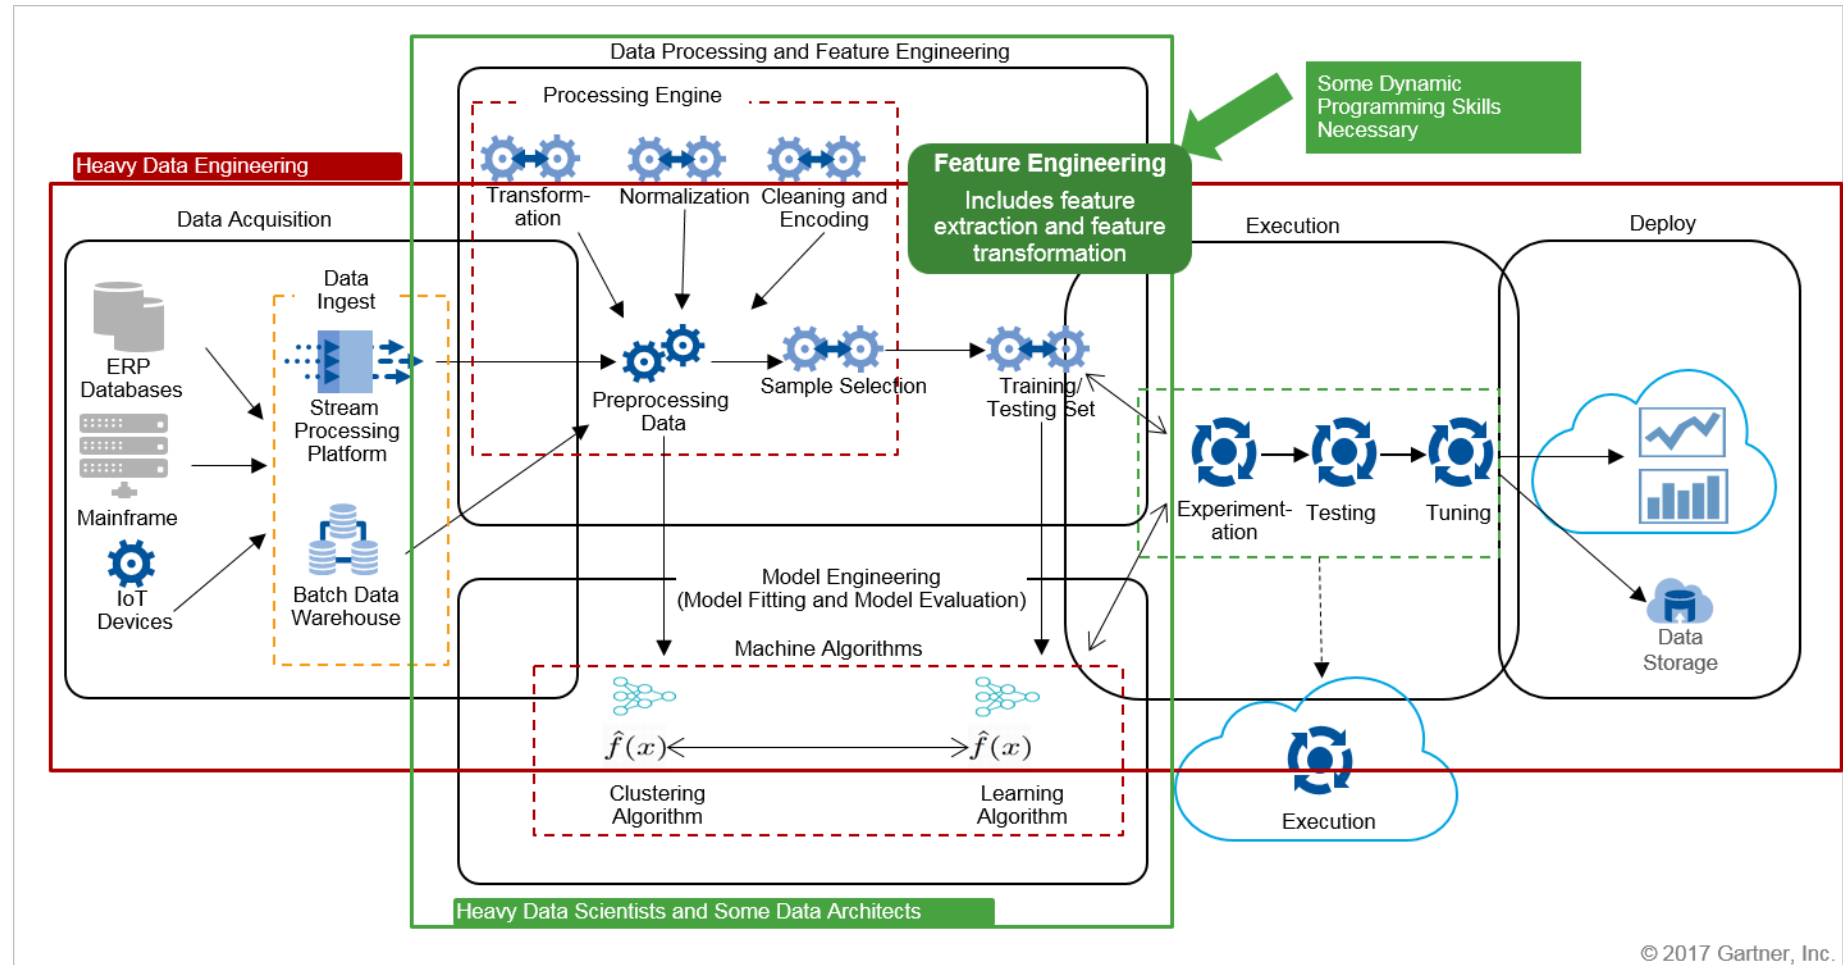 Data Processing and Feature Engineering
Processing Engine
Some Dynamic
Programming Skills
Necessary
Heavy Data Engineering
Transform-
ation
Normalization
Cleaning and
Encoding
Feature Engineering
Includes feature
extraction and feature
transformation
Data Acquisition
Execution
Deploy
Data
Ingest
ERP
Databases
Stream
Processing
Platform
Preprocessing
Data
Sample Selection
Training/
Testing Set
Mainframe
Experiment-
ation
Testing
Tuning
IoT
Devices
Batch Data
Warehouse
Model Engineering
(Model Fitting and Model Evaluation)
Machine Algorithms
Data
Storage
f̂(x)
f̂(x)
Clustering
Algorithm
Learning
Algorithm
Execution
Heavy Data Scientists and Some Data Architects
© 2017 Gartner, Inc.